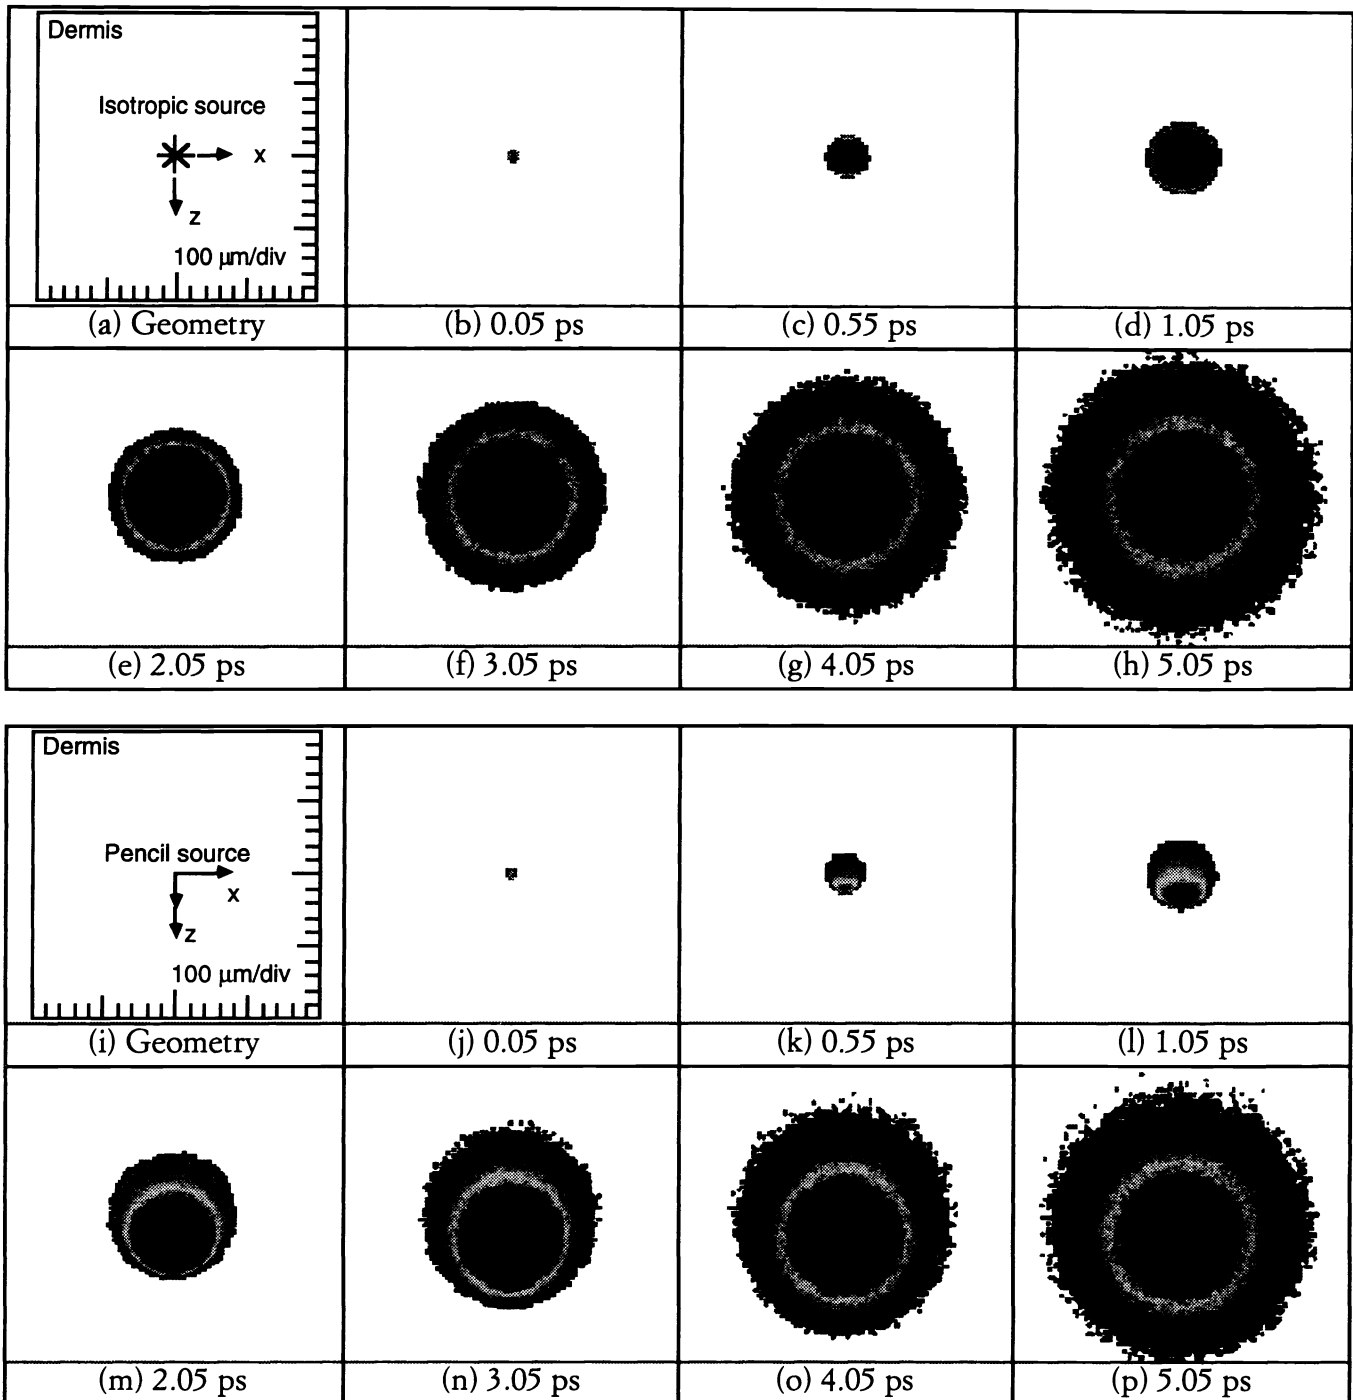 Dermis
Isotropic source
x
z
100 μm/div
(a) Geometry
(b) 0.05 ps
(c) 0.55 ps
(d) 1.05 ps
(e) 2.05 ps
(f) 3.05 ps
(g) 4.05 ps
(h) 5.05 ps
Dermis
Pencil source
x
z
100 μm/div
(i) Geometry
(j) 0.05 ps
(k) 0.55 ps
(l) 1.05 ps
(m) 2.05 ps
(n) 3.05 ps
(o) 4.05 ps
(p) 5.05 ps